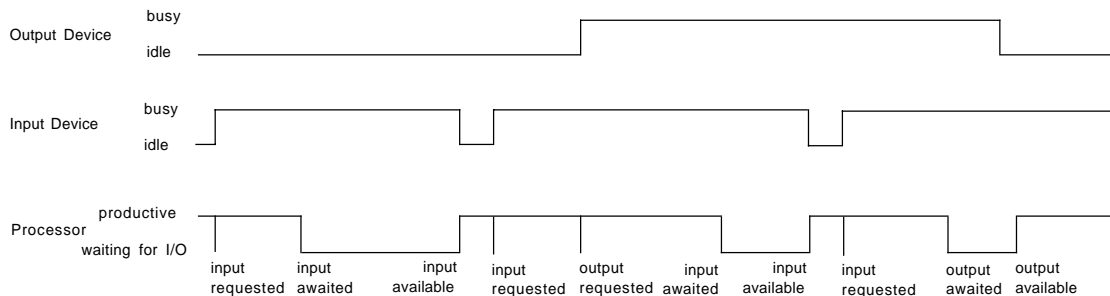 busy
Output Device
idle
busy
Input Device
idle
productive
Processor
waiting for I/O
input requested
input awaited
input available
input requested
output requested
input awaited
input available
input requested
output awaited
output available